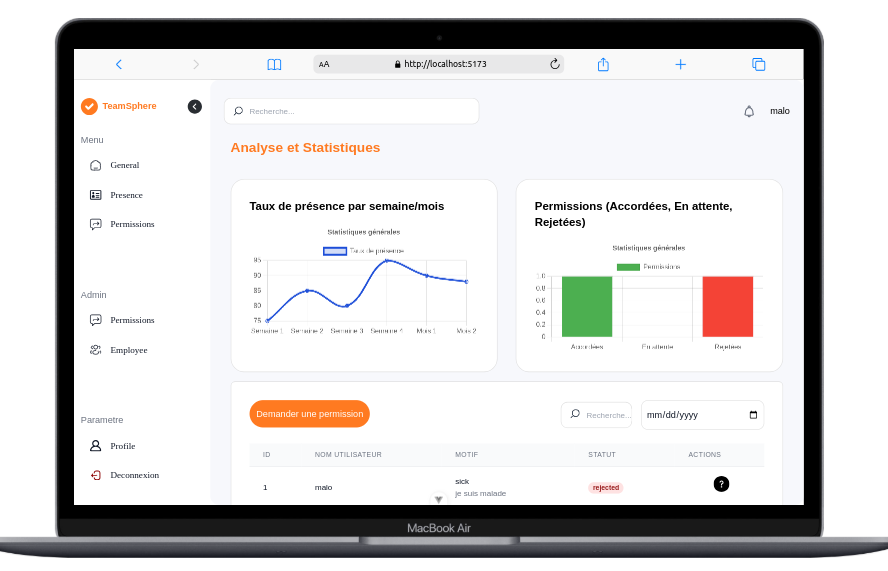 AA
http://localhost:5173
TeamSphere
Recherche...
malo
Menu
General
Presence
Permissions
Admin
Permissions
Employee
Parametre
Profile
Deconnexion
Analyse et Statistiques
Taux de présence par semaine/mois
Statistiques générales
Taux de présence
95
90
85
80
75
Semaine 1 Semaine 2 Semaine 3 Semaine 4 Mois 1 Mois 2
Permissions (Accordées, En attente,
Rejetées)
Statistiques générales
Permissions
1.0
0.8
0.6
0.4
0.2
0
Accordées En attente Rejetées
Demander une permission
Recherche...
mm/dd/yyyy
ID NOM UTILISATEUR MOTIF STATUT ACTIONS
1 malo sick rejected ?
je suis malade
MacBook Air